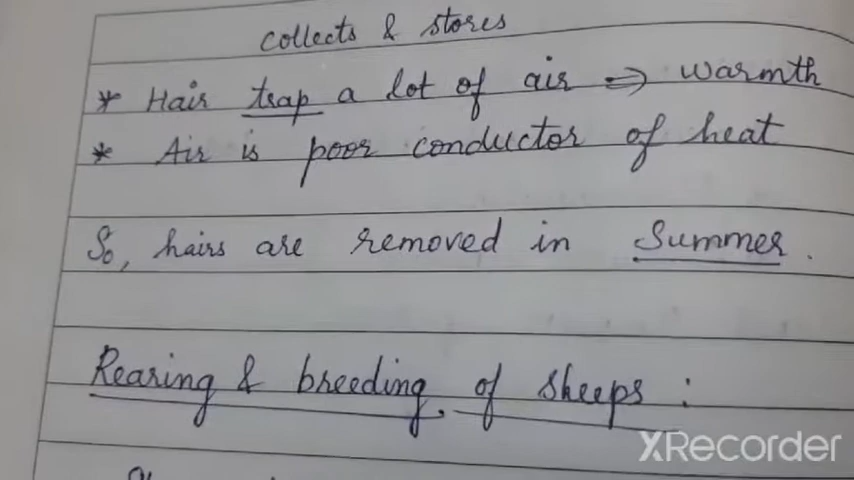 collects & stores
* Hair trap a lot of air => warmth
* Air is poor conductor of heat
So, hairs are removed in Summer.
Rearing & breeding of sheeps :
XRecorder